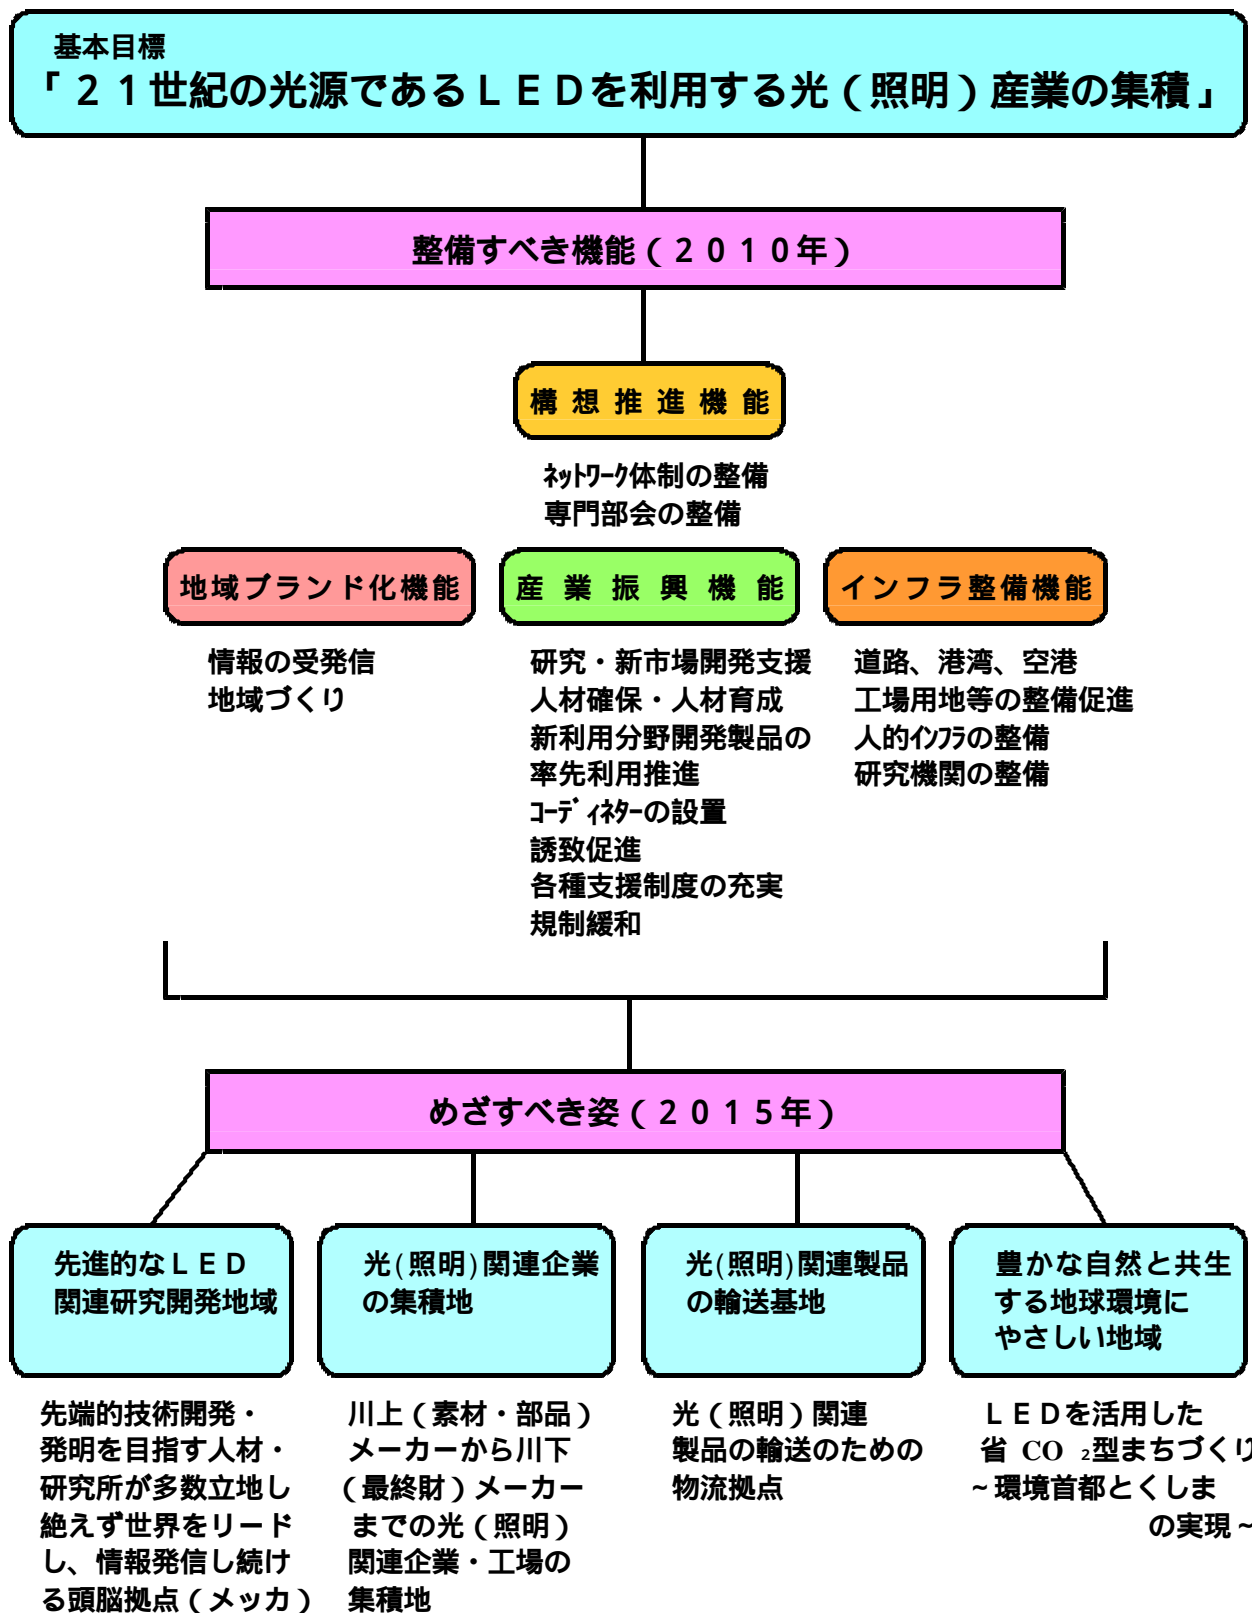 基本目標
「２１世紀の光源であるＬＥＤを利用する光（照明）産業の集積」
整備すべき機能（２０１０年）
構想推進機能
ﾈｯﾄﾜｰｸ体制の整備
専門部会の整備
地域ブランド化機能
情報の受発信
地域づくり
産業振興機能
研究・新市場開発支援
人材確保・人材育成
新利用分野開発製品の
率先利用推進
ｺｰﾃﾞｨﾈﾀｰの設置
誘致促進
各種支援制度の充実
規制緩和
インフラ整備機能
道路、港湾、空港
工場用地等の整備促進
人的ｲﾝﾌﾗの整備
研究機関の整備
めざすべき姿（２０１５年）
先進的なＬＥＤ
関連研究開発地域
先端的技術開発・
発明を目指す人材・
研究所が多数立地し
絶えず世界をリード
し、情報発信し続け
る頭脳拠点（メッカ）
光(照明)関連企業
の集積地
川上（素材・部品）
メーカーから川下
（最終財）メーカー
までの光（照明）
関連企業・工場の
集積地
光(照明)関連製品
の輸送基地
光（照明）関連
製品の輸送のための
物流拠点
豊かな自然と共生
する地球環境に
やさしい地域
ＬＥＤを活用した
省 CO ₂型まちづくり
~環境首都とくしま
の実現~